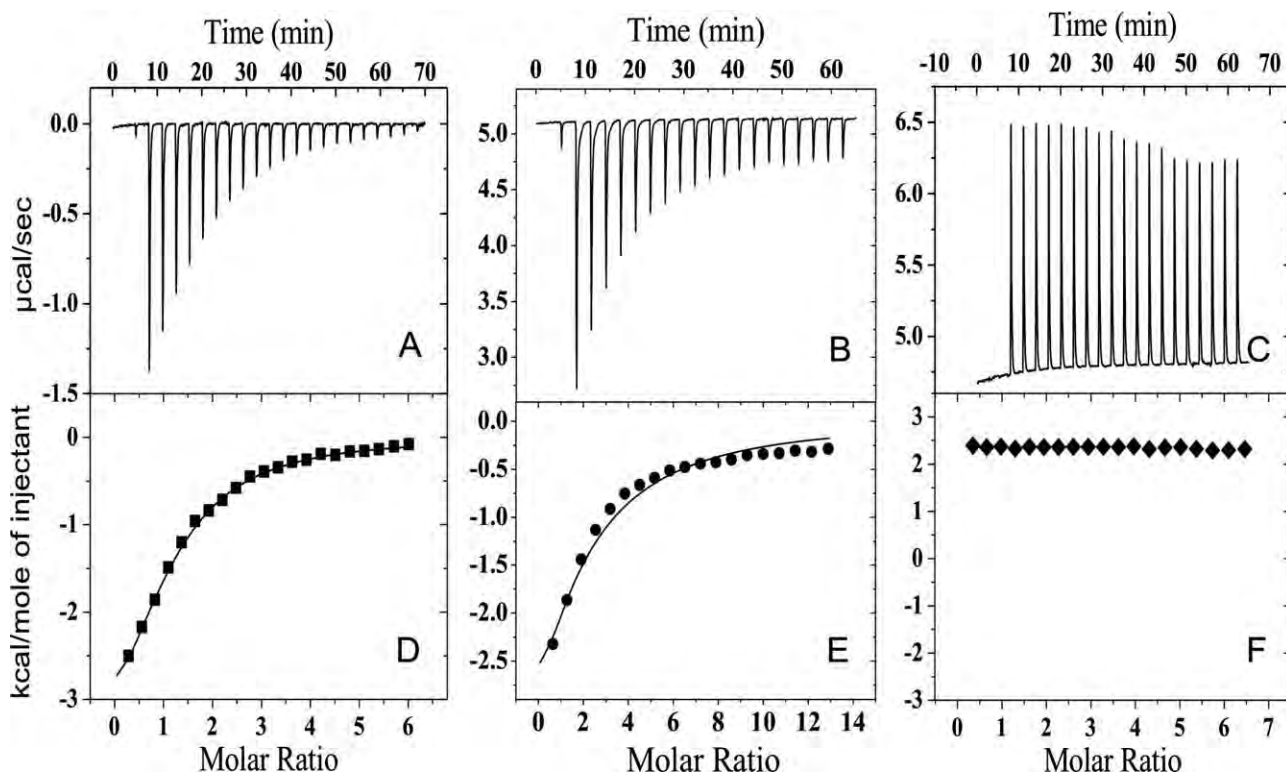 Time (min) Time (min) Time (min)
0 10 20 30 40 50 60 70 0 10 20 30 40 50 60 -10 0 10 20 30 40 50 60 70
0.0
-0.5
-1.0
-1.5
μcal/sec
A
5.0
4.5
4.0
3.5
3.0
B
6.5
6.0
5.5
5.0
C
0
-1
-2
-3
kcal/mole of injectant
D
0.0
-0.5
-1.0
-1.5
-2.0
-2.5
E
3
2
1
0
-1
-2
-3
F
0 1 2 3 4 5 6 0 2 4 6 8 10 12 14 0 1 2 3 4 5 6 7
Molar Ratio Molar Ratio Molar Ratio